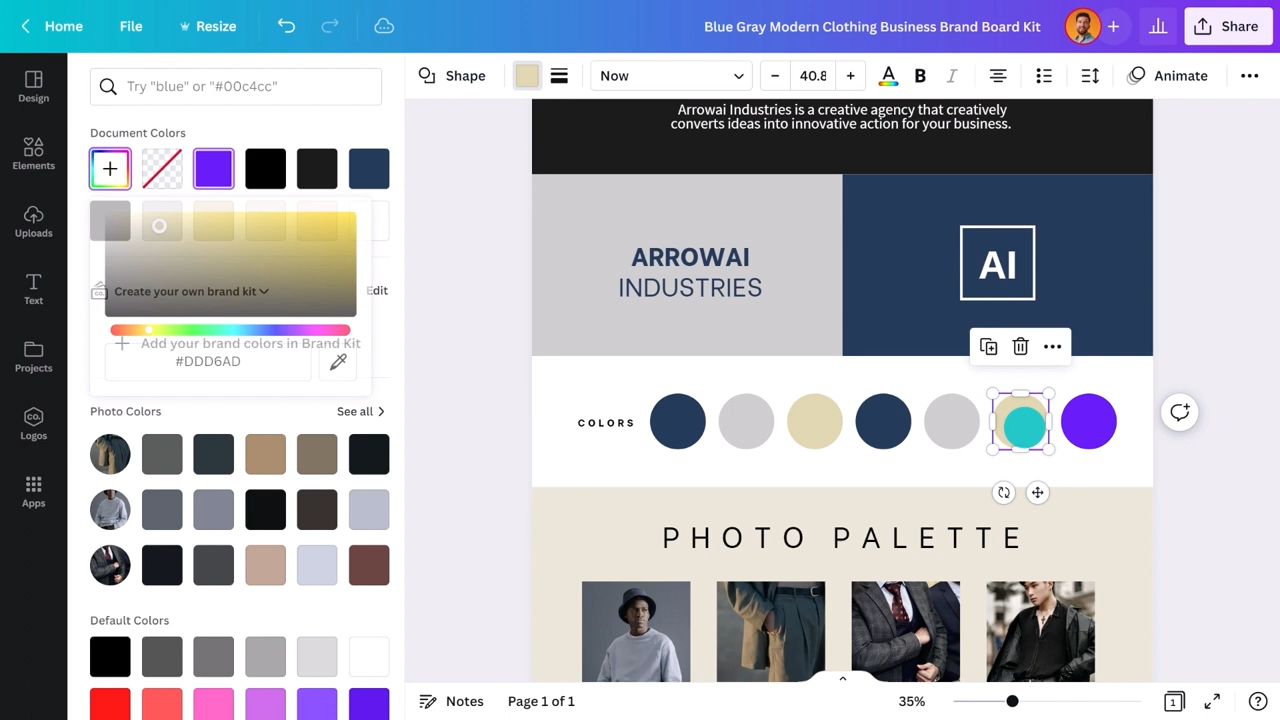 Home
File
Resize
Blue Gray Modern Clothing Business Brand Board Kit
+
Share
Design
Elements
Uploads
Text
Projects
Logos
CO.
Apps
Try "blue" or "#00c4cc"
Document Colors
Create your own brand kit
Edit
Add your brand colors in Brand Kit
#DDD6AD
Photo Colors
See all
Default Colors
Shape
Now
− 40.8 +
A
B
I
Animate
Arrowai Industries is a creative agency that creatively
converts ideas into innovative action for your business.
ARROWAI
INDUSTRIES
AI
COLORS
PHOTO PALETTE
Notes
Page 1 of 1
35%
1
?